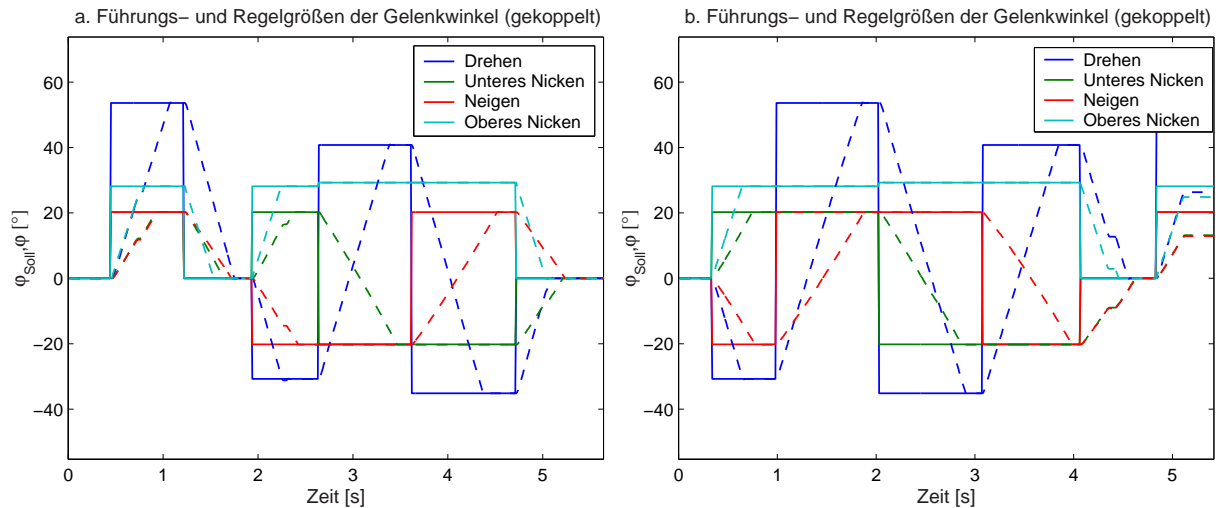 a. Führungs− und Regelgrößen der Gelenkwinkel (gekoppelt)
φSoll,φ [°]
60
40
20
0
−20
−40
0 1 2 3 4 5
Zeit [s]
Drehen
Unteres Nicken
Neigen
Oberes Nicken
b. Führungs− und Regelgrößen der Gelenkwinkel (gekoppelt)
φSoll,φ [°]
60
40
20
0
−20
−40
0 1 2 3 4 5
Zeit [s]
Drehen
Unteres Nicken
Neigen
Oberes Nicken